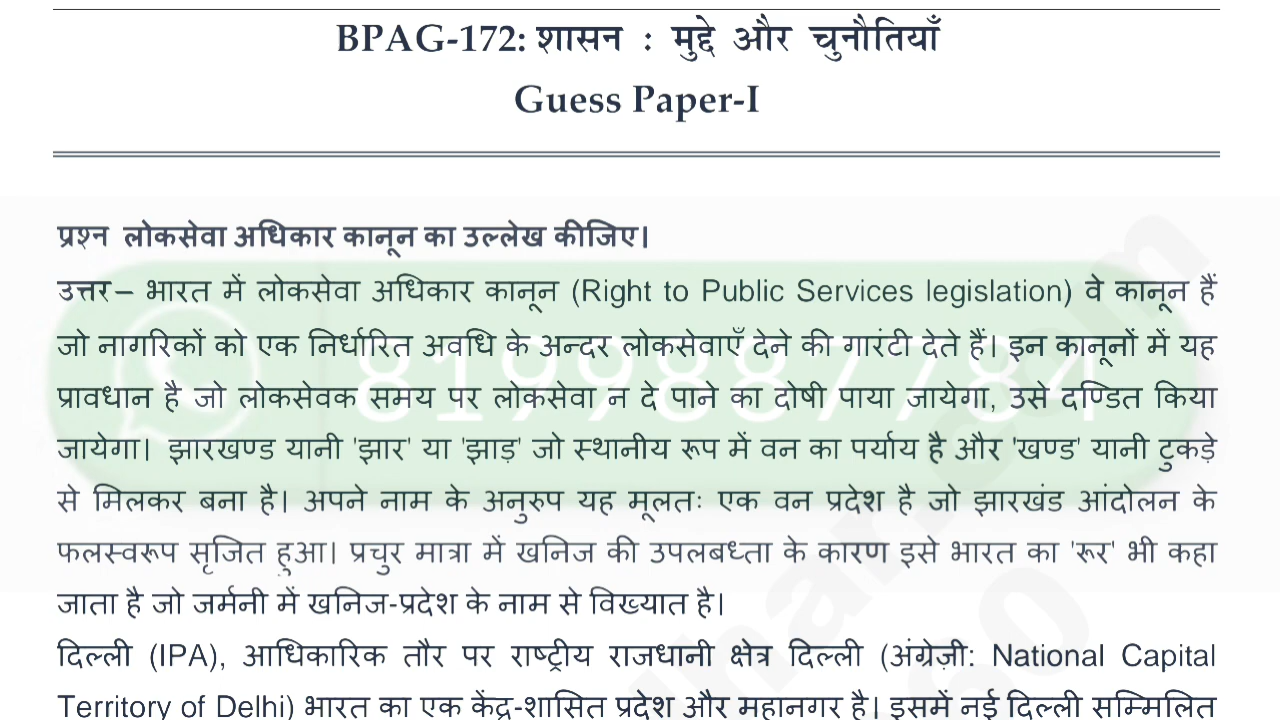 BPAG-172: शासन : मुद्दे और चुनौतियाँ
Guess Paper-I
प्रश्न लोकसेवा अधिकार कानून का उल्लेख कीजिए।
उत्तर– भारत में लोकसेवा अधिकार कानून (Right to Public Services legislation) वे कानून हैं
जो नागरिकों को एक निर्धारित अवधि के अन्दर लोकसेवाएँ देने की गारंटी देते हैं। इन कानूनों में यह
प्रावधान है जो लोकसेवक समय पर लोकसेवा न दे पाने का दोषी पाया जायेगा, उसे दण्डित किया
जायेगा। झारखण्ड यानी 'झार' या 'झाड़' जो स्थानीय रूप में वन का पर्याय है और 'खण्ड' यानी टुकड़े
से मिलकर बना है। अपने नाम के अनुरुप यह मूलतः एक वन प्रदेश है जो झारखंड आंदोलन के
फलस्वरूप सृजित हुआ। प्रचुर मात्रा में खनिज की उपलबध्ता के कारण इसे भारत का 'रूर' भी कहा
जाता है जो जर्मनी में खनिज-प्रदेश के नाम से विख्यात है।
दिल्ली (IPA), आधिकारिक तौर पर राष्ट्रीय राजधानी क्षेत्र दिल्ली (अंग्रेज़ी: National Capital
Territory of Delhi) भारत का एक केंद्र-शासित प्रदेश और महानगर है। इसमें नई दिल्ली सम्मिलित